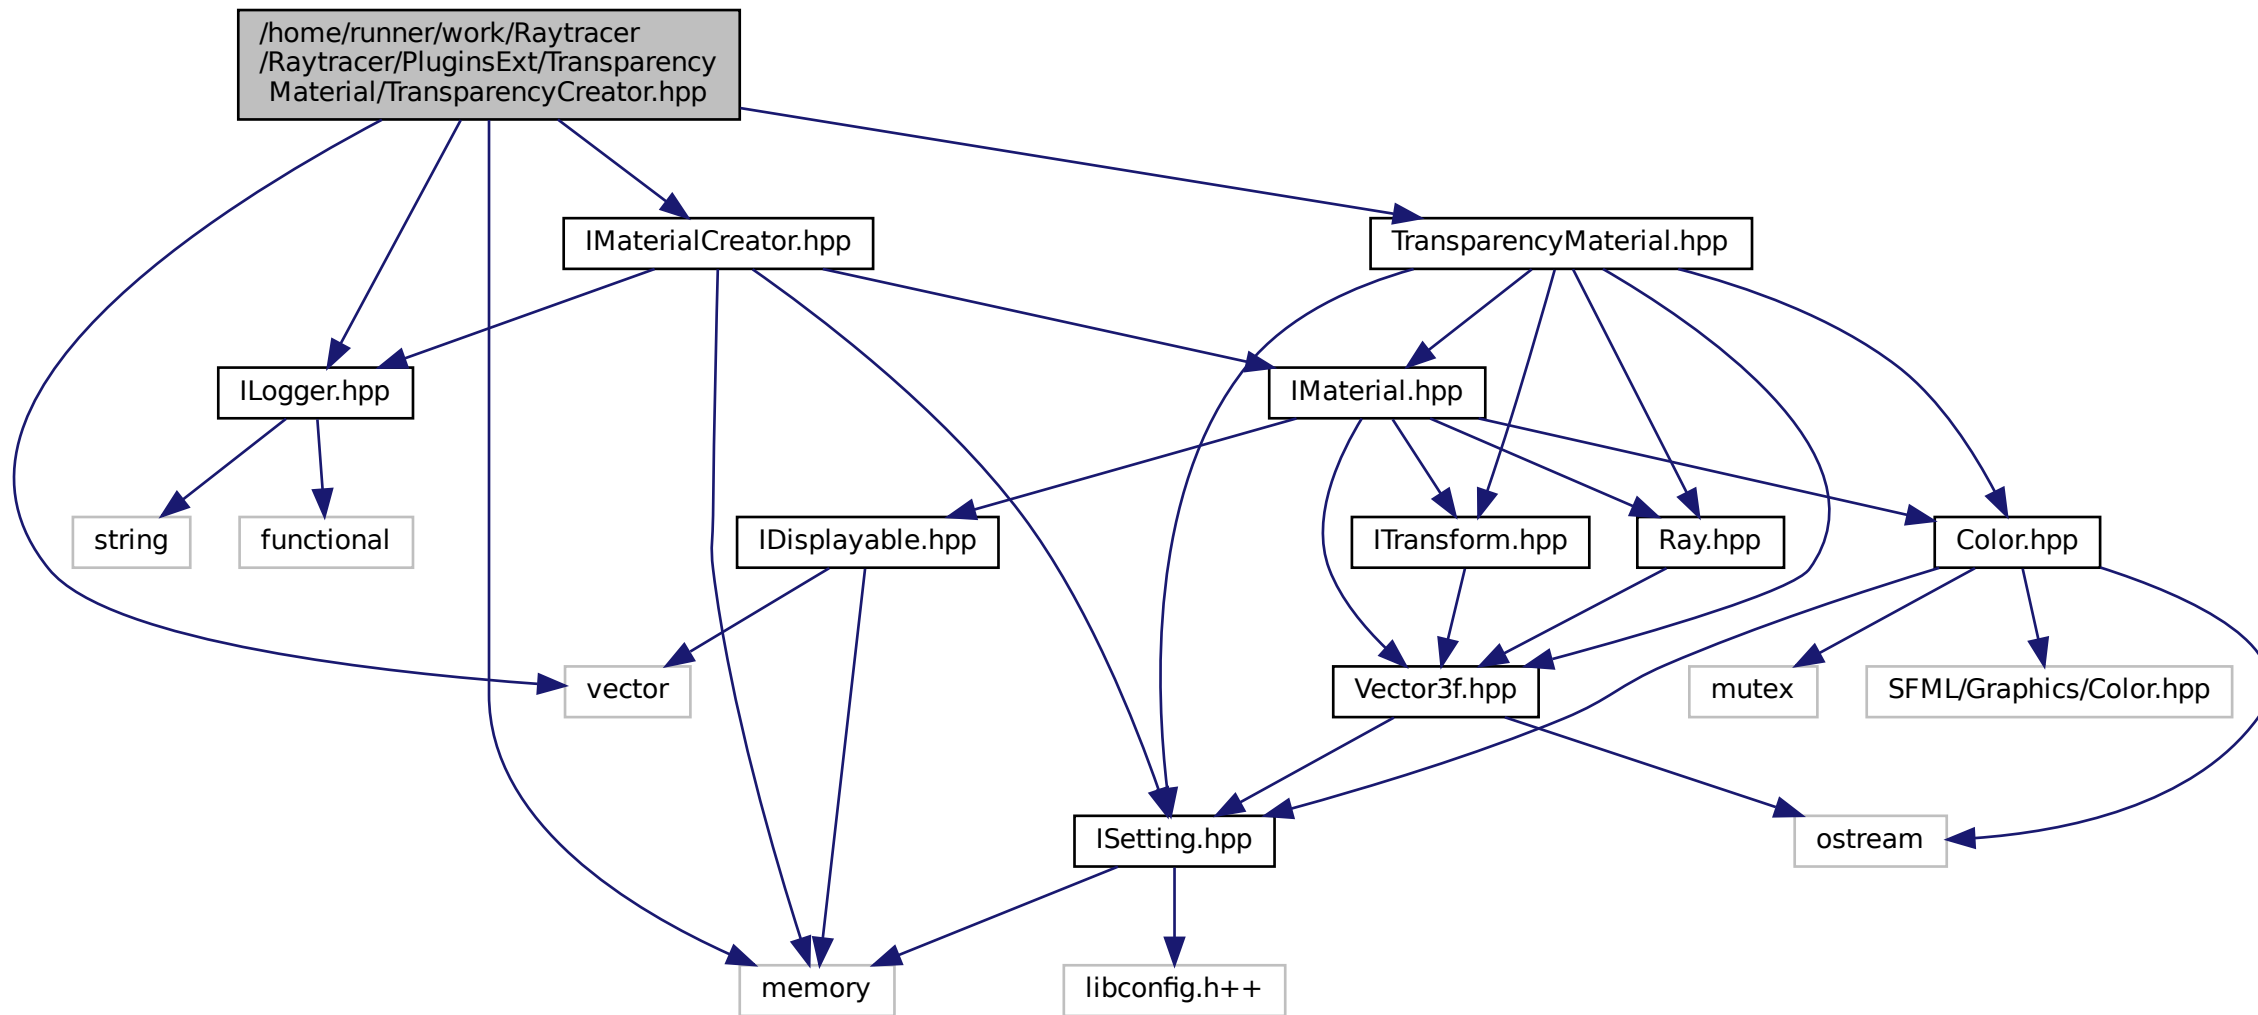 /home/runner/work/Raytracer
/Raytracer/PluginsExt/Transparency
Material/TransparencyCreator.hpp
IMaterialCreator.hpp
TransparencyMaterial.hpp
ILogger.hpp
IMaterial.hpp
string
functional
IDisplayable.hpp
ITransform.hpp
Ray.hpp
Color.hpp
vector
Vector3f.hpp
mutex
SFML/Graphics/Color.hpp
ISetting.hpp
ostream
memory
libconfig.h++